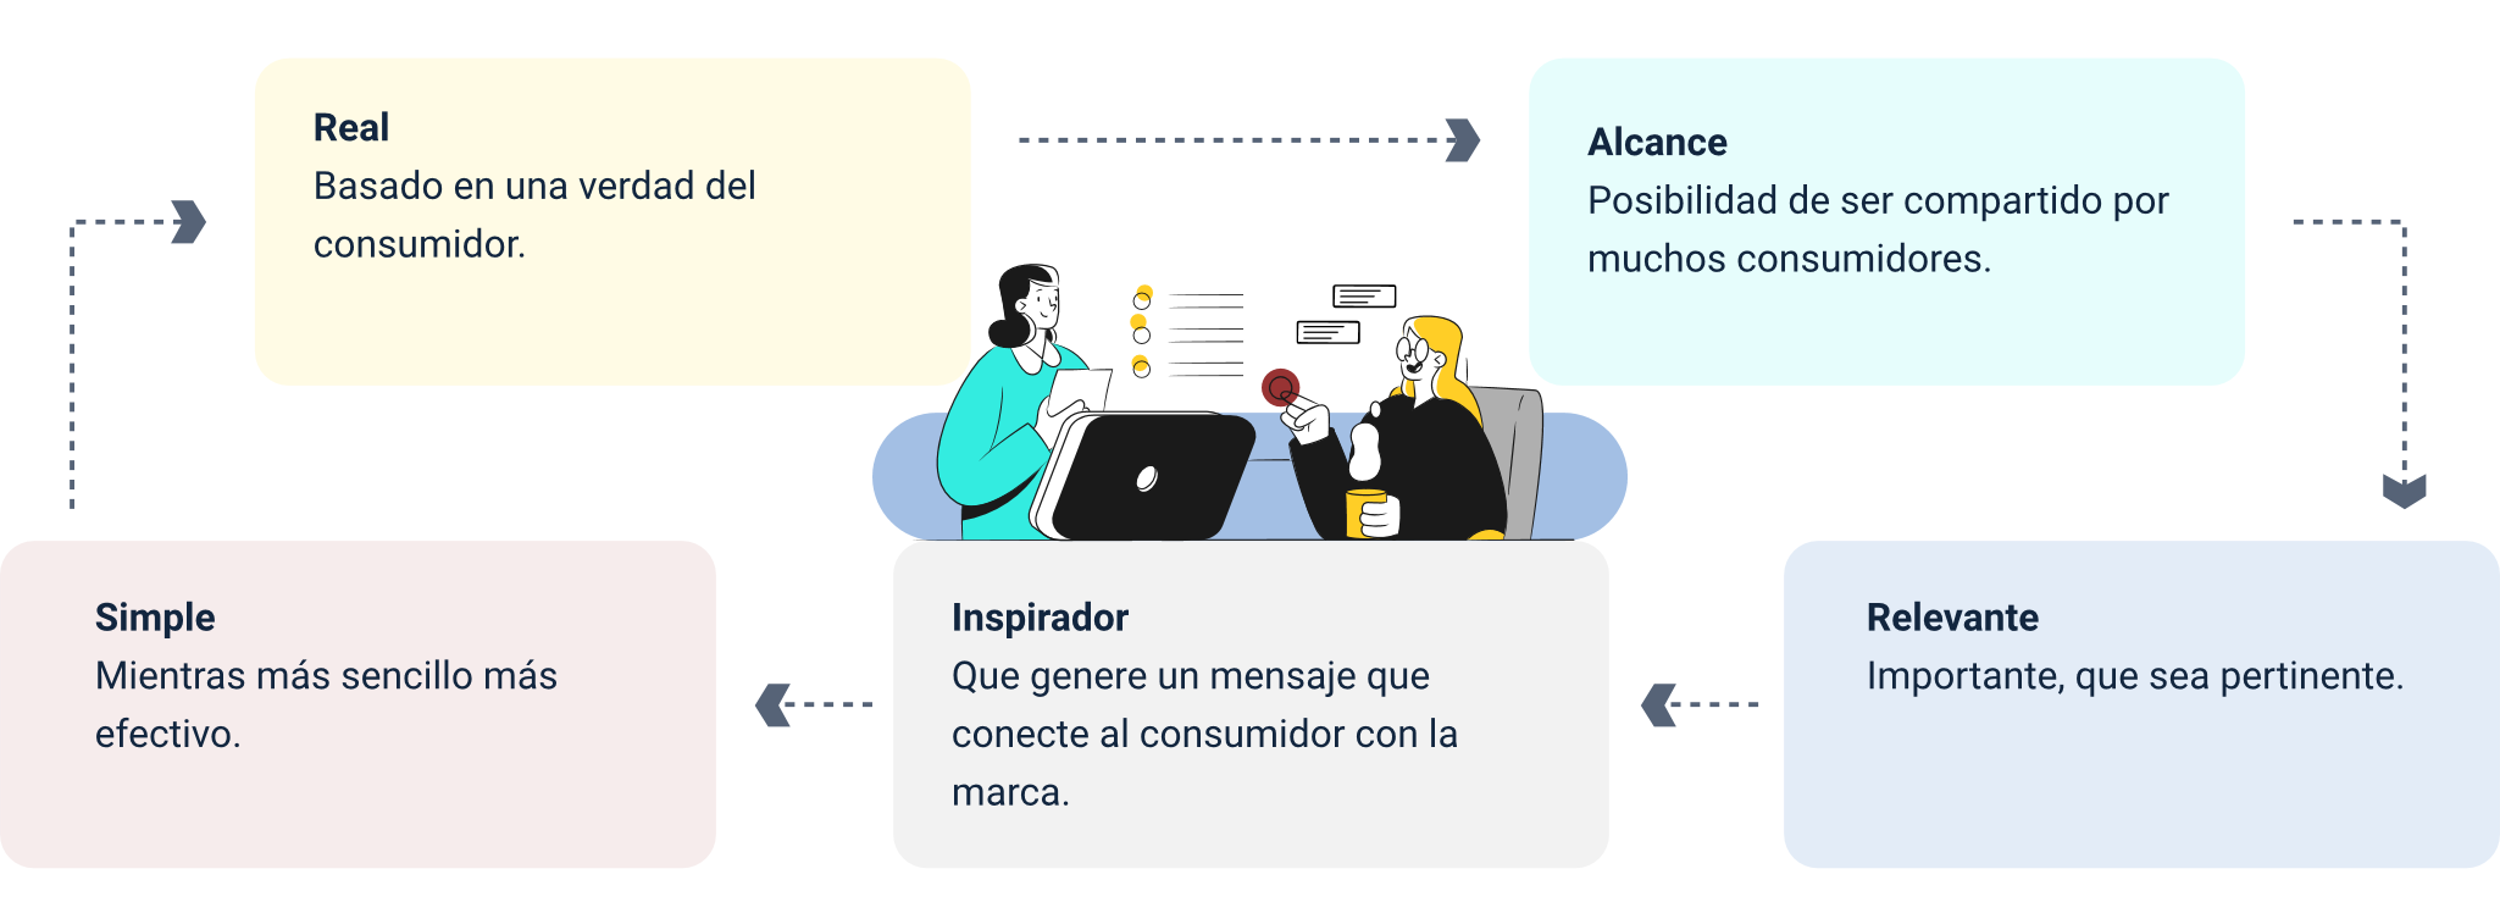 Real
Basado en una verdad del
consumidor.
Alcance
Posibilidad de ser compartido por
muchos consumidores.
Simple
Mientras más sencillo más
efectivo.
Inspirador
Que genere un mensaje que
conecte al consumidor con la
marca.
Relevante
Importante, que sea pertinente.